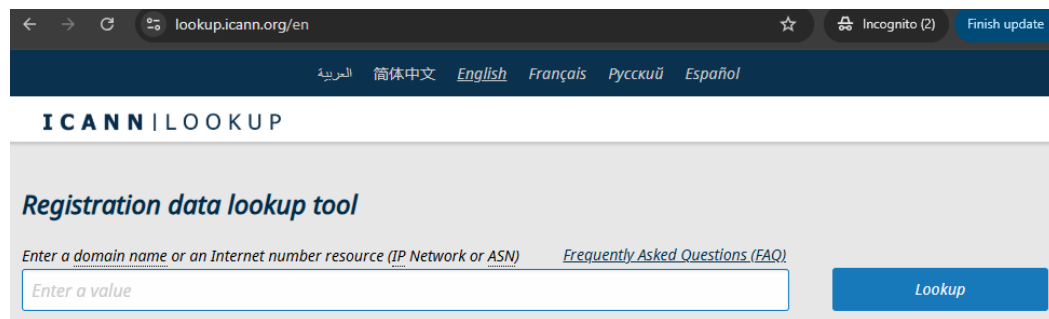 lookup.icann.org/en Incognito (2) Finish update
العربية 简体中文 English Français Русский Español
ICANN|LOOKUP
Registration data lookup tool
Enter a domain name or an Internet number resource (IP Network or ASN) Frequently Asked Questions (FAQ)
Enter a value Lookup